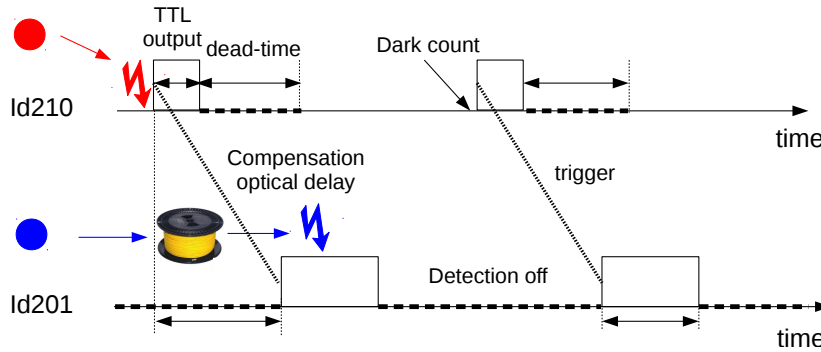 TTL
output
dead-time
Dark count
Id210
time
Compensation
optical delay
trigger
Detection off
Id201
time